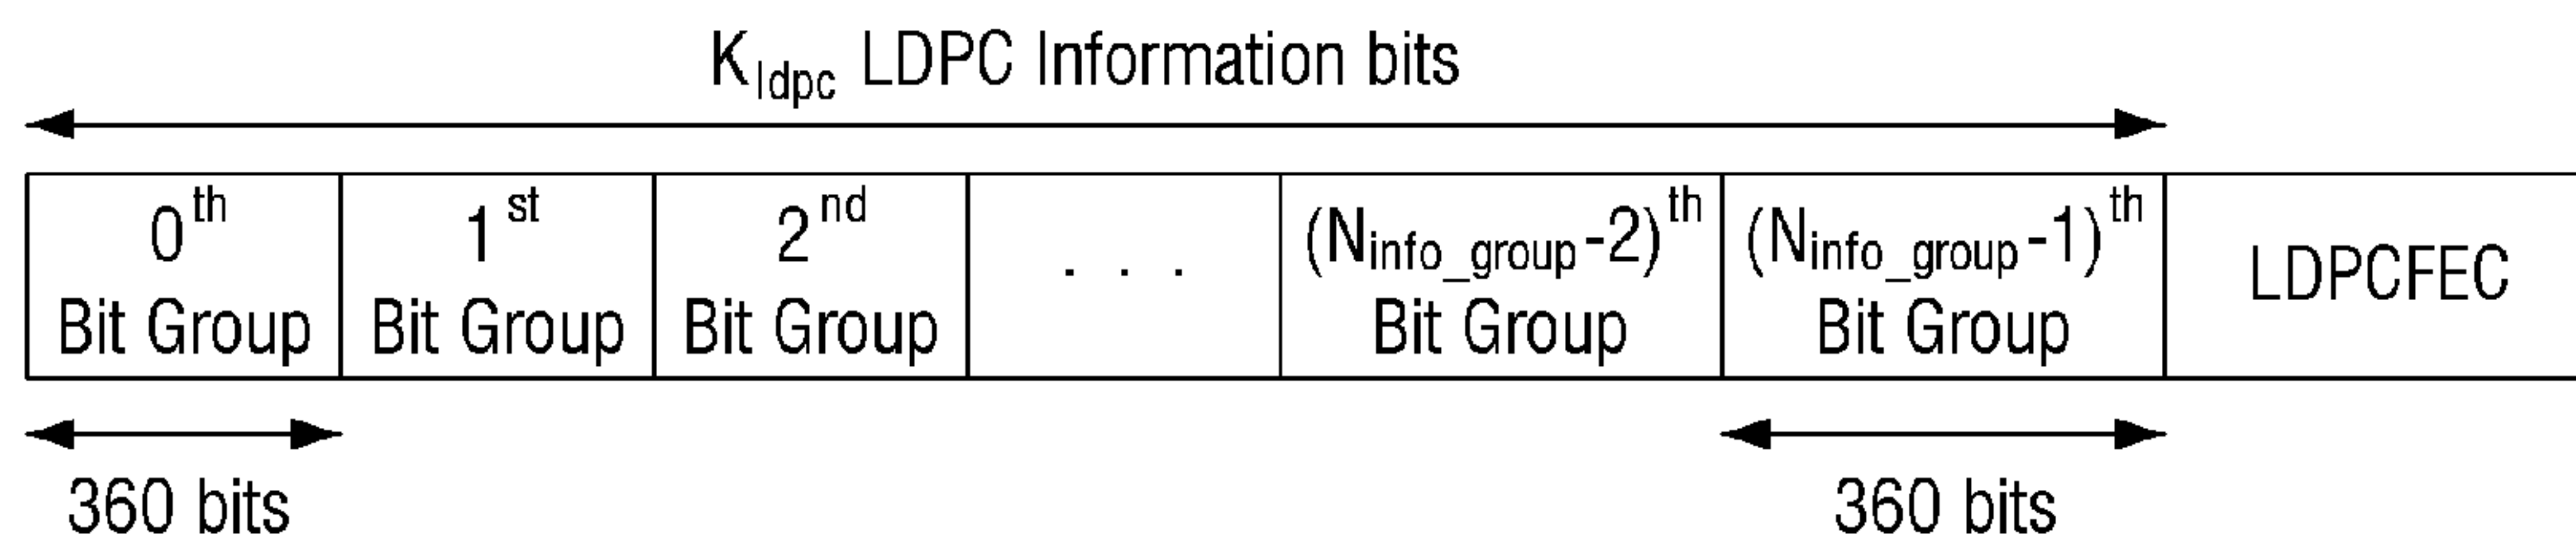 K_ldpc LDPC Information bits
0th Bit Group
1st Bit Group
2nd Bit Group
. . .
(N_info_group-2)th Bit Group
(N_info_group-1)th Bit Group
LDPCFEC
360 bits
360 bits